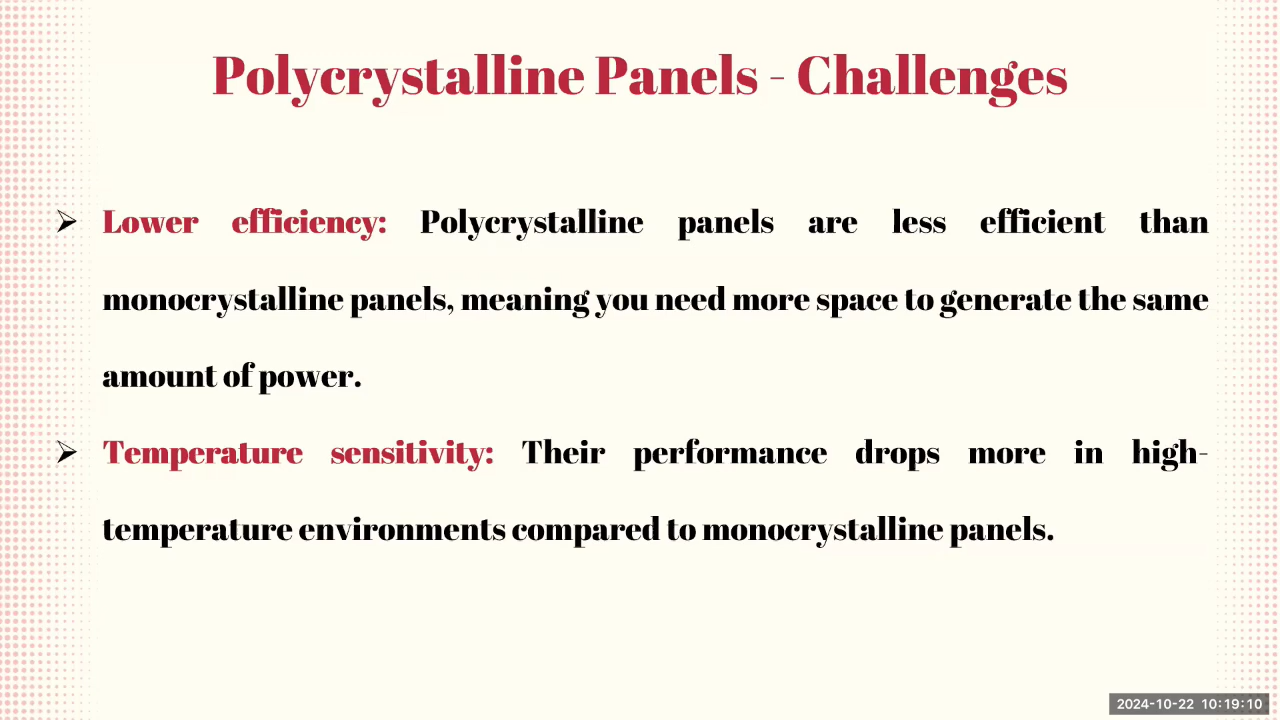 Polycrystalline Panels - Challenges
➢ Lower efficiency: Polycrystalline panels are less efficient than
monocrystalline panels, meaning you need more space to generate the same
amount of power.
➢ Temperature sensitivity: Their performance drops more in high-
temperature environments compared to monocrystalline panels.
2024-10-22 10:19:10